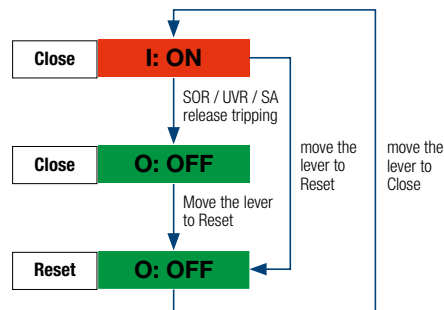 Close
I: ON
SOR / UVR / SA
release tripping
move the
lever to
Reset
move the
lever to
Close
Close
O: OFF
Move the lever
to Reset
Reset
O: OFF